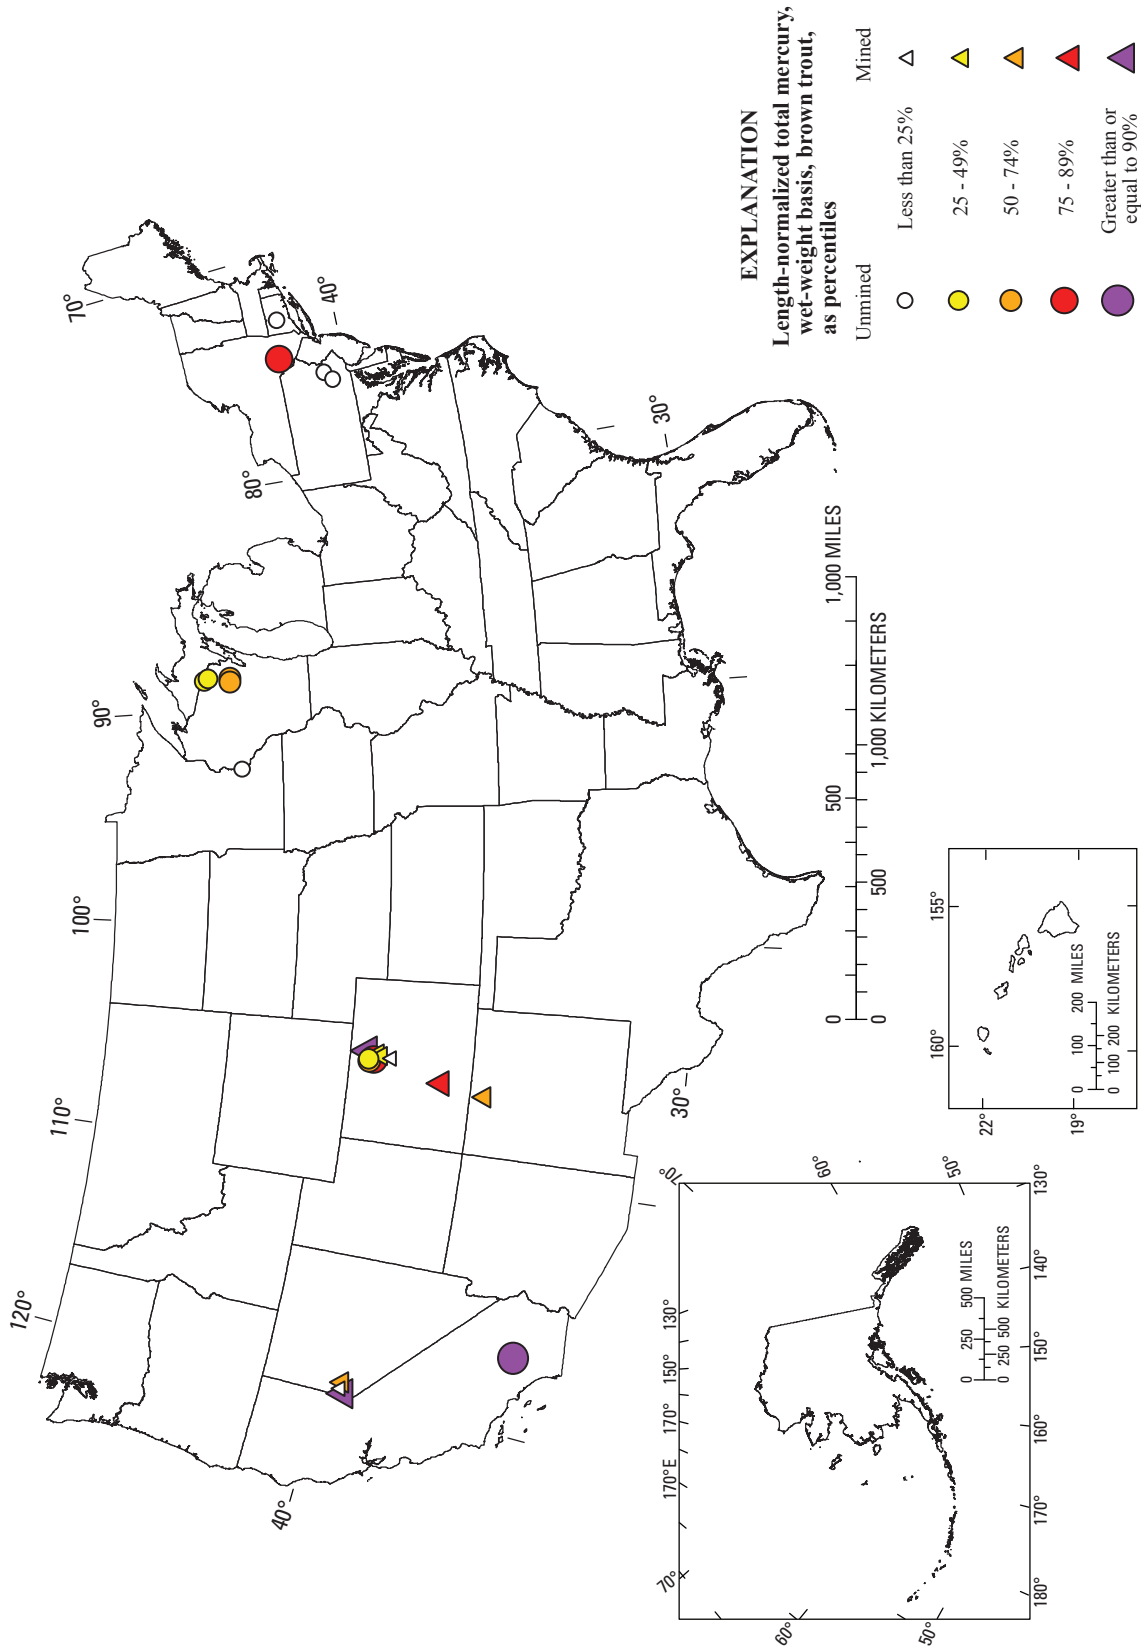 70°
40°
80°
90°
30°
100°
110°
120°
40°
30°
0 500 1,000 MILES
0 500 1,000 KILOMETERS
EXPLANATION
Length-normalized total mercury,
wet-weight basis, brown trout,
as percentiles
Unmined Mined
Less than 25%
25 - 49%
50 - 74%
75 - 89%
Greater than or
equal to 90%
170°E 170° 150° 130°
70°
70°
60°
60°
50°
50°
180° 170° 160° 150° 140° 130°
0 250 500 MILES
0 250 500 KILOMETERS
160° 155°
22°
19°
0 100 200 MILES
0 100 200 KILOMETERS